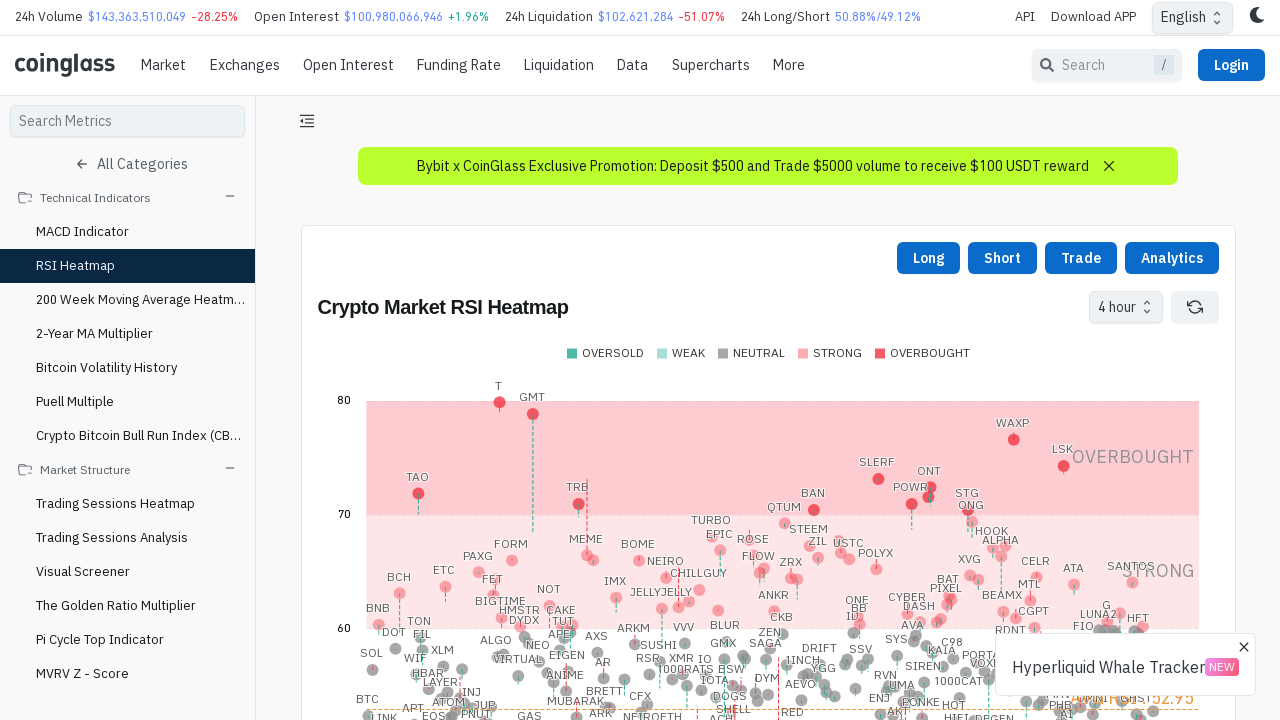 24h Volume $143,363,510,049 -28.25% Open Interest $100,980,066,946 +1.96% 24h Liquidation $102,621,284 -51.07% 24h Long/Short 50.88%/49.12% API Download APP English
coinglass Market Exchanges Open Interest Funding Rate Liquidation Data Supercharts More Search / Login
Search Metrics
All Categories
Technical Indicators
MACD Indicator
RSI Heatmap
200 Week Moving Average Heatm...
2-Year MA Multiplier
Bitcoin Volatility History
Puell Multiple
Crypto Bitcoin Bull Run Index (CB...
Market Structure
Trading Sessions Heatmap
Trading Sessions Analysis
Visual Screener
The Golden Ratio Multiplier
Pi Cycle Top Indicator
MVRV Z - Score
Bybit x CoinGlass Exclusive Promotion: Deposit $500 and Trade $5000 volume to receive $100 USDT reward
Long Short Trade Analytics
Crypto Market RSI Heatmap
4 hour
OVERSOLD WEAK NEUTRAL STRONG OVERBOUGHT
T
80 GMT
WAXP
LSK OVERBOUGHT
SLERF
ONT
TAO TRB BAN POWR STG
QTUM ONG
70
TURBO STEEM HOOK
FORM MEME BOME EPIC ROSE ZIL USTC ALPHA
PAXG NEIRO FLOW ZRX POLYX XVG CELR
ETC CHILLGUY ATA SANTOS STRONG
BCH FET NOT IMX JELLYJELLY ANKR BAT MTL
BIGTIME ONE CYBER PIXEL BEAMX
BNB HMSTR CAKE BB DASH CGPT G
60 TON DYDX TUT BLUR CKB ID AVA LUNA2 HFT
DOT FIL APE AXS ARKM VVV ZEN SYS RDNT FIO
ALGO NEO SUSHI GMX SAGA DRIFT SSV C98
SOL WIF XLM VIRTUAL EIGEN AR RSR XMR IO 1INCH KAIA
HBAR ANIME 1000RATS BSW YGG SIREN
LAYER BRETT IOTA DYM AEVO RVN UMA 1000CAT
BTC INJ MUBARAK CFX DOGS ENJ PONKE HOT
ATOM JUP ARK SHELL RED AKT PHB
LINK PNUT GAS
Hyperliquid Whale Tracker NEW